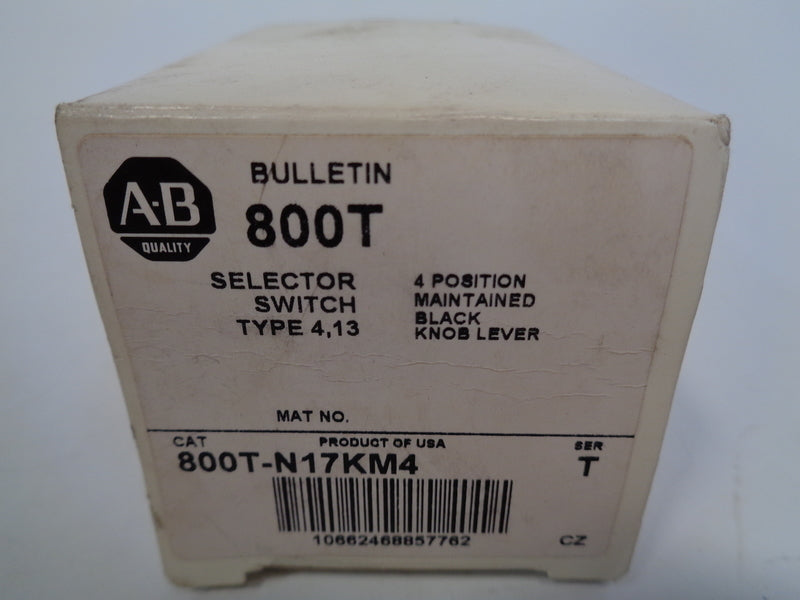 A-B
QUALITY
BULLETIN
800T
SELECTOR
SWITCH
TYPE 4,13
4 POSITION
MAINTAINED
BLACK
KNOB LEVER
MAT NO.
CAT
PRODUCT OF USA
SER
800T-N17KM4
T
10662468857762
CZ